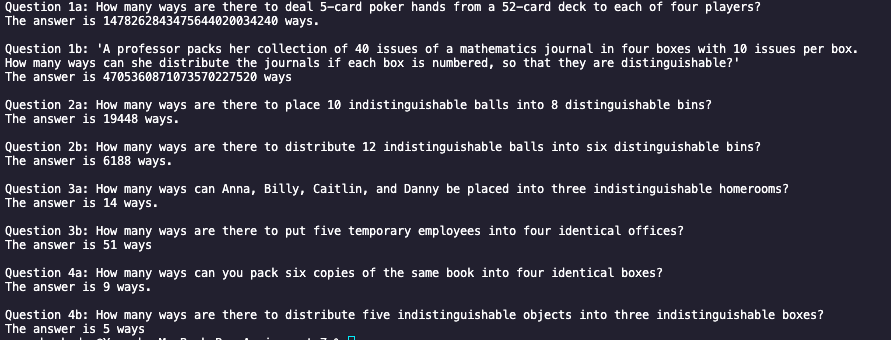 Question 1a: How many ways are there to deal 5-card poker hands from a 52-card deck to each of four players?
The answer is 1478262843475644020034240 ways.
Question 1b: 'A professor packs her collection of 40 issues of a mathematics journal in four boxes with 10 issues per box.
How many ways can she distribute the journals if each box is numbered, so that they are distinguishable?'
The answer is 4705360871073570227520 ways
Question 2a: How many ways are there to place 10 indistinguishable balls into 8 distinguishable bins?
The answer is 19448 ways.
Question 2b: How many ways are there to distribute 12 indistinguishable balls into six distinguishable bins?
The answer is 6188 ways.
Question 3a: How many ways can Anna, Billy, Caitlin, and Danny be placed into three indistinguishable homerooms?
The answer is 14 ways.
Question 3b: How many ways are there to put five temporary employees into four identical offices?
The answer is 51 ways
Question 4a: How many ways can you pack six copies of the same book into four identical boxes?
The answer is 9 ways.
Question 4b: How many ways are there to distribute five indistinguishable objects into three indistinguishable boxes?
The answer is 5 ways